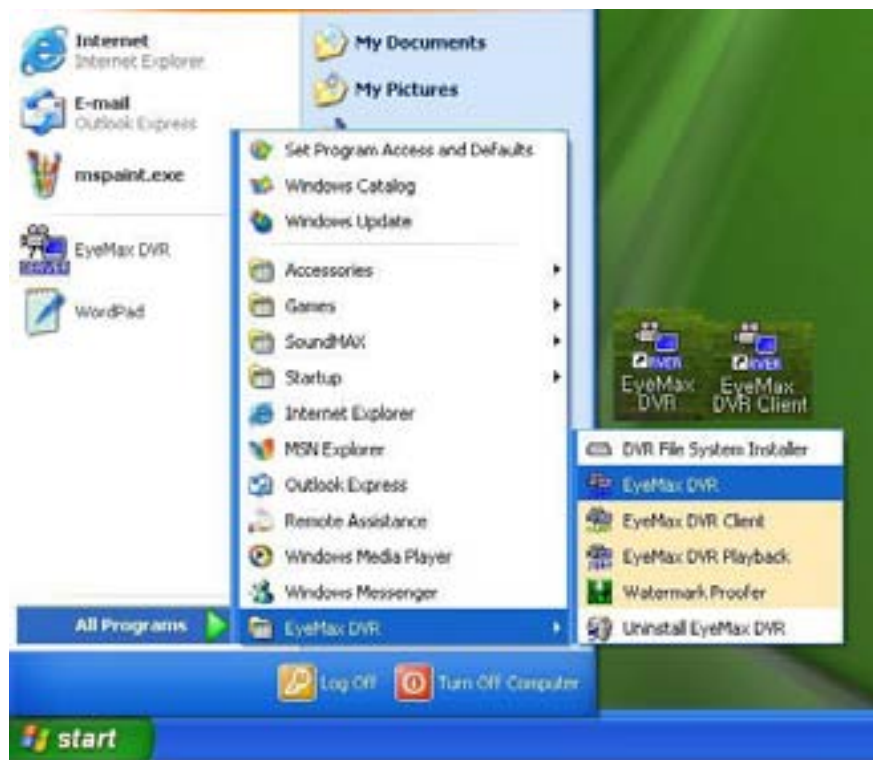 Internet
Internet Explorer
E-mail
Outlook Express
mspaint.exe
EyeMax DVR
WordPad
All Programs
My Documents
My Pictures
Set Program Access and Defaults
Windows Catalog
Windows Update
Accessories
Games
SoundMAX
Startup
Internet Explorer
MSN Explorer
Outlook Express
Remote Assistance
Windows Media Player
Windows Messenger
EyeMax DVR
EyeMax
DVR
EyeMax
DVR Client
DVR File System Installer
EyeMax DVR
EyeMax DVR Client
EyeMax DVR Playback
Watermark Proofer
Uninstall EyeMax DVR
Log Off
Turn Off Computer
start